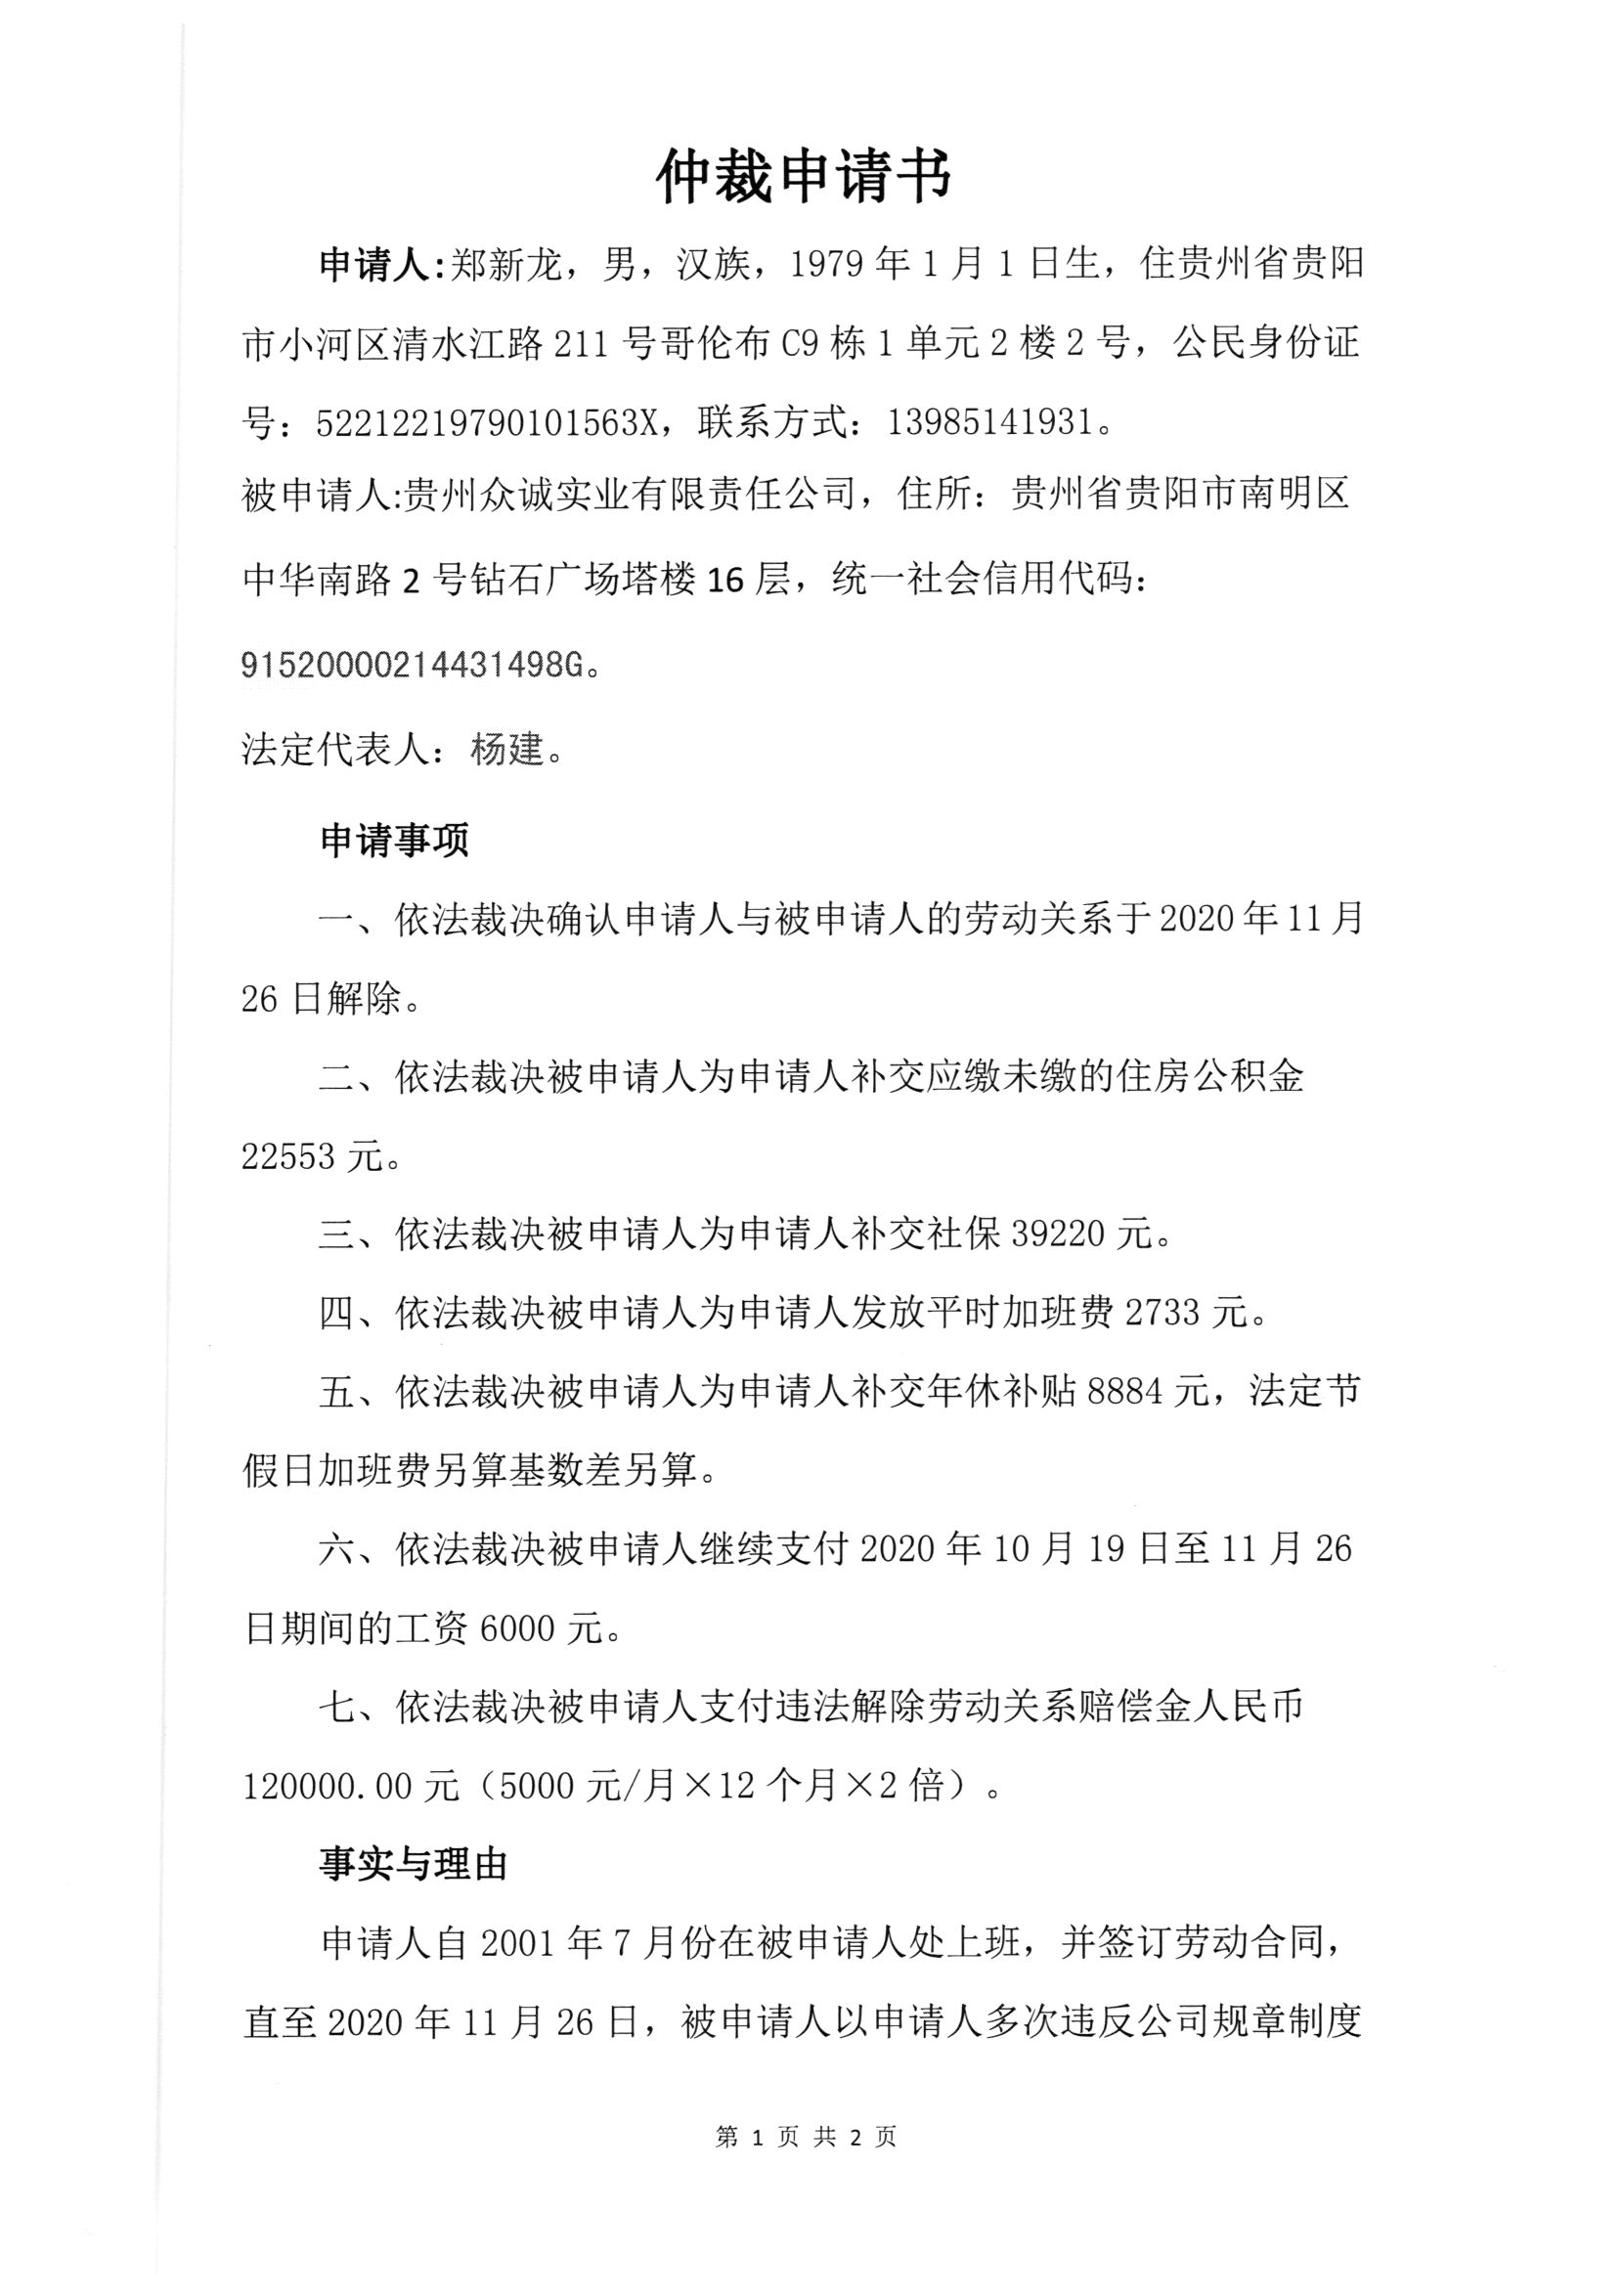 仲裁申请书
申请人:郑新龙，男，汉族，1979年1月1日生，住贵州省贵阳
市小河区清水江路211号哥伦布C9栋1单元2楼2号，公民身份证
号：52212219790101563X，联系方式：13985141931。
被申请人:贵州众诚实业有限责任公司，住所：贵州省贵阳市南明区
中华南路2号钻石广场塔楼16层，统一社会信用代码：
91520000214431498G。
法定代表人：杨建。
申请事项
一、依法裁决确认申请人与被申请人的劳动关系于2020年11月
26日解除。
二、依法裁决被申请人为申请人补交应缴未缴的住房公积金
22553元。
三、依法裁决被申请人为申请人补交社保39220元。
四、依法裁决被申请人为申请人发放平时加班费2733元。
五、依法裁决被申请人为申请人补交年休补贴8884元，法定节
假日加班费另算基数差另算。
六、依法裁决被申请人继续支付2020年10月19日至11月26
日期间的工资6000元。
七、依法裁决被申请人支付违法解除劳动关系赔偿金人民币
120000.00元（5000元/月×12个月×2倍）。
事实与理由
申请人自2001年7月份在被申请人处上班，并签订劳动合同，
直至2020年11月26日，被申请人以申请人多次违反公司规章制度
第 1 页 共 2 页